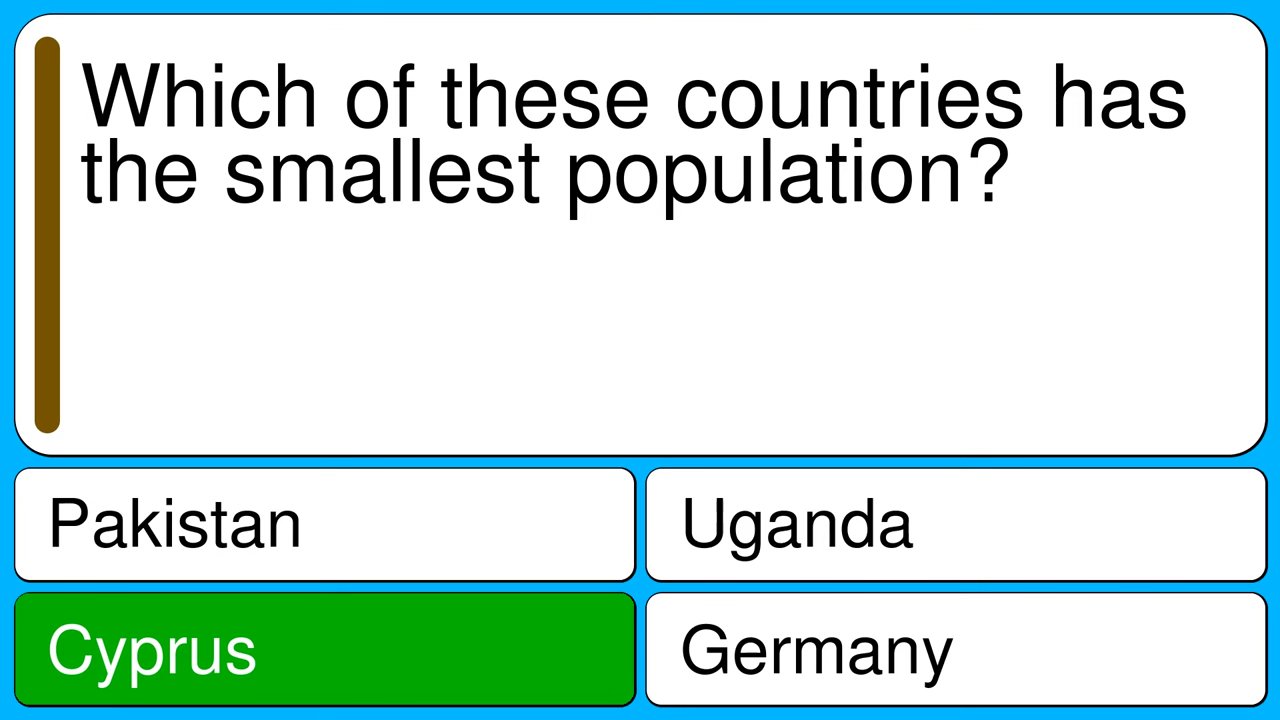 Which of these countries has
the smallest population?
Pakistan
Uganda
Cyprus
Germany